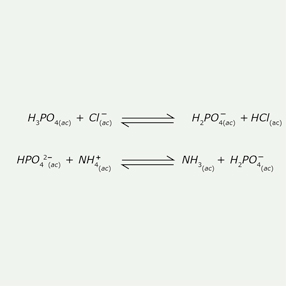 H₃PO₄(ac) + Cl⁻(ac) ⇌ H₂PO₄⁻(ac) + HCl(ac)
HPO₄²⁻(ac) + NH₄⁺(ac) ⇌ NH₃(ac) + H₂PO₄⁻(ac)